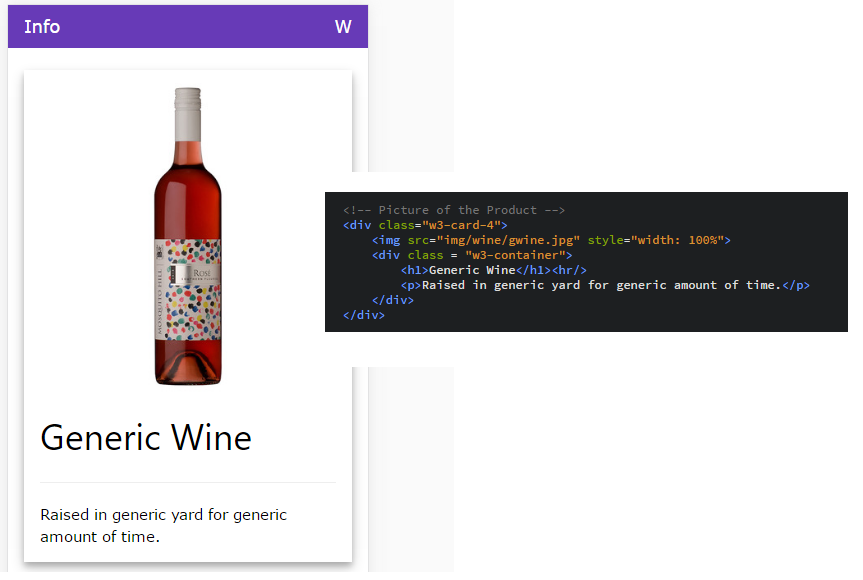 Info W
ROSÉ
MOSQUITO HILL
<!-- Picture of the Product -->
<div class="w3-card-4">
    <img src="img/wine/gwine.jpg" style="width: 100%">
    <div class = "w3-container">
        <h1>Generic Wine</h1><hr/>
        <p>Raised in generic yard for generic amount of time.</p>
    </div>
</div>
Generic Wine
Raised in generic yard for generic
amount of time.